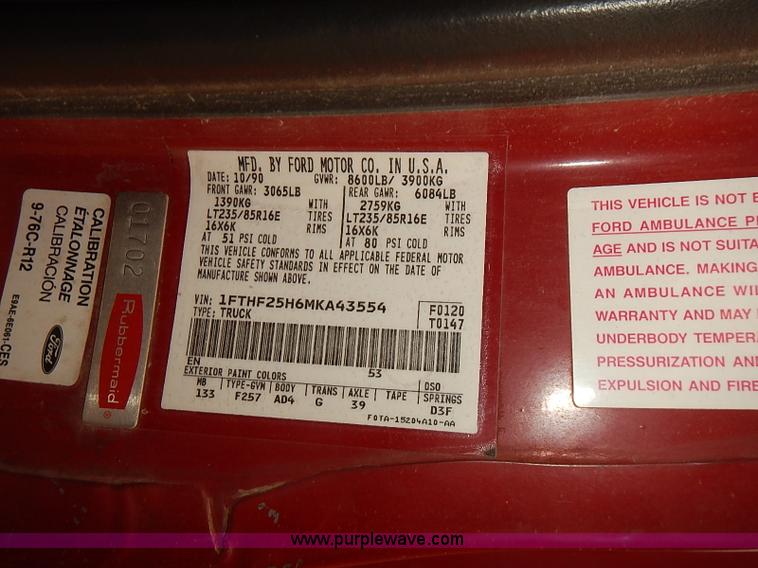 CALIBRATION
ETALONNAGE
CALIBRACIÓN
9-76C-R12
E9AE-6E061-CES
Ford
01702
Rubbermaid
MFD. BY FORD MOTOR CO. IN U.S.A.
DATE: 10/90 GVWR: 8600LB/ 3900KG
FRONT GAWR: 3065LB REAR GAWR: 6084LB
1390KG WITH 2759KG WITH
LT235/85R16E TIRES LT235/85R16E TIRES
16X6K RIMS 16X6K RIMS
AT 51 PSI COLD AT 80 PSI COLD
THIS VEHICLE CONFORMS TO ALL APPLICABLE FEDERAL MOTOR
VEHICLE SAFETY STANDARDS IN EFFECT ON THE DATE OF
MANUFACTURE SHOWN ABOVE.
VIN: 1FTHF25H6MKA43554 F0120
TYPE: TRUCK T0147
EN 53
EXTERIOR PAINT COLORS DSO
WB TYPE-GVW BODY TRANS AXLE TAPE SPRINGS
133 F257 AD4 G 39 D3F
F0TA-15204A10-AA
THIS VEHICLE IS NOT
FORD AMBULANCE
AGE AND IS NOT
AMBULANCE. MAKING
AN AMBULANCE
WARRANTY AND MAY
UNDERBODY
PRESSURIZATION AND
EXPULSION AND
www.purplewave.com